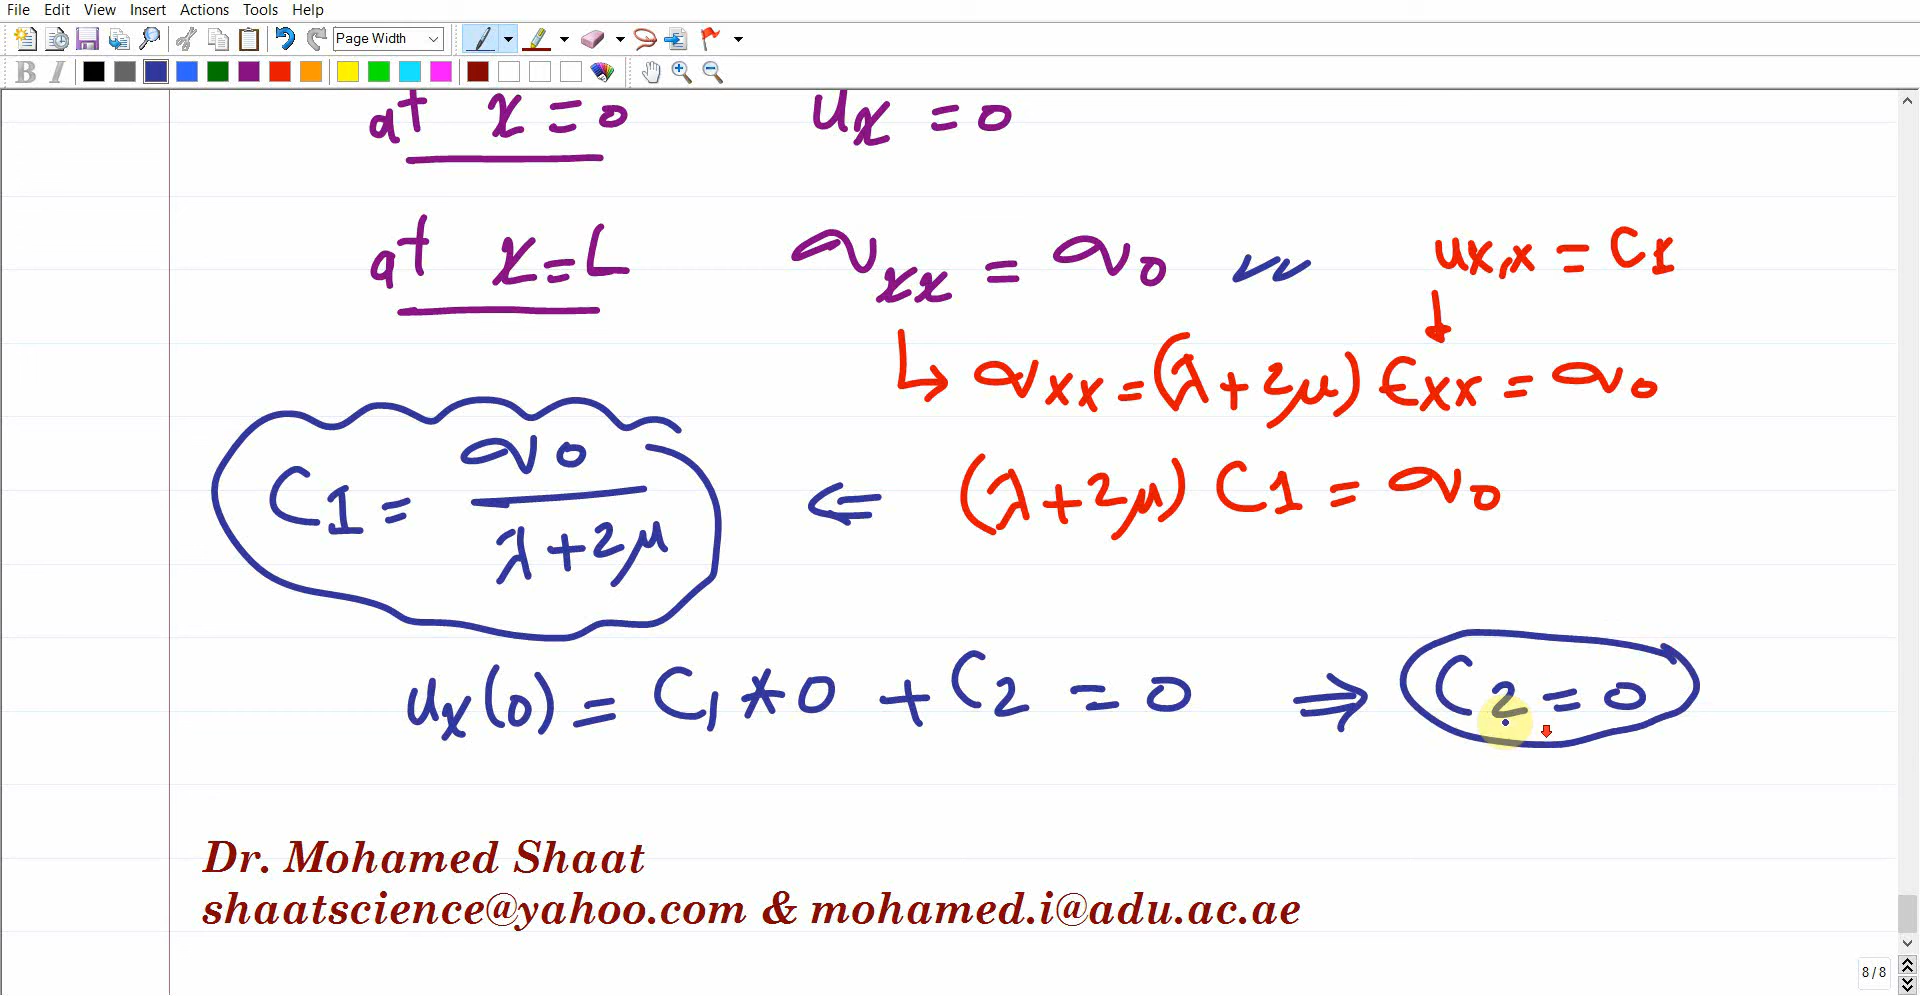 File Edit View Insert Actions Tools Help
Page Width
B I
at x=0 ux = 0
at x=L σxx = σ0 ux,x = C1
σxx = (λ+2μ) ϵxx = σ0
C1 = σ0 / λ+2μ ⇐ (λ+2μ) C1 = σ0
ux(0) = C1 * 0 + C2 = 0 ⇒ C2 = 0
Dr. Mohamed Shaat
shaatscience@yahoo.com & mohamed.i@adu.ac.ae
8/8